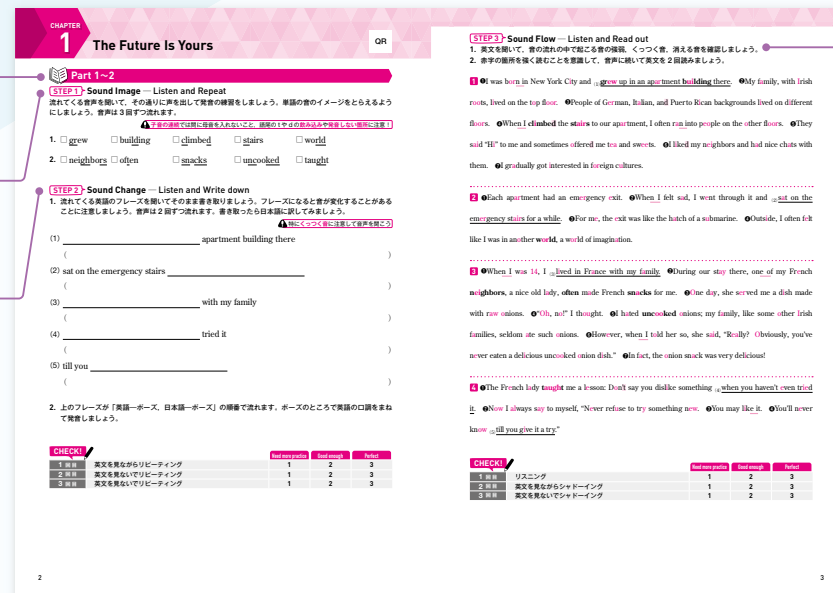 CHAPTER
1
The Future Is Yours
QR
Part 1~2
STEP 1 Sound Image — Listen and Repeat
流れてくる音声を聞いて，その通りに声を出して発音の練習をしましょう。単語の音のイメージをとらえるよう
にしましょう。音声は3回ずつ流れます。
子音の連続では間に母音を入れないこと，語尾の t や d の飲み込みや発音しない箇所に注意！
1. □ grew □ building □ climbed □ stairs □ world
2. □ neighbors □ often □ snacks □ uncooked □ taught
STEP 2 Sound Change — Listen and Write down
1. 流れてくる英語のフレーズを聞いてそのまま書き取りましょう。フレーズになると音が変化することがある
ことに注意しましょう。音声は2回ずつ流れます。書き取ったら日本語に訳してみましょう。
特にくっつく音に注意して音声を聞こう
(1) ____ apartment building there
( )
(2) sat on the emergency stairs ____
( )
(3) ____ with my family
( )
(4) ____ tried it
( )
(5) till you ____
( )
2. 上のフレーズが「英語―ポーズ，日本語―ポーズ」の順番で流れます。ポーズのところで英語の口調をまね
て発音しましょう。
CHECK!
Need more practice Good enough Perfect
1 回目 英文を見ながらリピーティング 1 2 3
2 回目 英文を見ないでリピーティング 1 2 3
3 回目 英文を見ないでリピーティング 1 2 3
2
STEP 3 Sound Flow — Listen and Read out
1. 英文を聞いて，音の流れの中で起こる音の強弱，くっつく音，消える音を確認しましょう。
2. 赤字の箇所を強く読むことを意識して，音声に続けて英文を2回読みましょう。
1 ❶I was born in New York City and (1)grew up in an apartment building there. ❷My family, with Irish
roots, lived on the top floor. ❸People of German, Italian, and Puerto Rican backgrounds lived on different
floors. ❹When I climbed the stairs to our apartment, I often ran into people on the other floors. ❺They
said "Hi" to me and sometimes offered me tea and sweets. ❻I liked my neighbors and had nice chats with
them. ❼I gradually got interested in foreign cultures.
2 ❶Each apartment had an emergency exit. ❷When I felt sad, I went through it and (2)sat on the
emergency stairs for a while. ❸For me, the exit was like the hatch of a submarine. ❹Outside, I often felt
like I was in another world, a world of imagination.
3 ❶When I was 14, I (3)lived in France with my family. ❷During our stay there, one of my French
neighbors, a nice old lady, often made French snacks for me. ❸One day, she served me a dish made
with raw onions. ❹"Oh, no!" I thought. ❺I hated uncooked onions; my family, like some other Irish
families, seldom ate such onions. ❻However, when I told her so, she said, "Really? Obviously, you've
never eaten a delicious uncooked onion dish." ❼In fact, the onion snack was very delicious!
4 ❶The French lady taught me a lesson: Don't say you dislike something (4)when you haven't even tried
it. ❷Now I always say to myself, "Never refuse to try something new. ❸You may like it. ❹You'll never
know (5)till you give it a try."
CHECK!
Need more practice Good enough Perfect
1 回目 リスニング 1 2 3
2 回目 英文を見ながらシャドーイング 1 2 3
3 回目 英文を見ないでシャドーイング 1 2 3
3